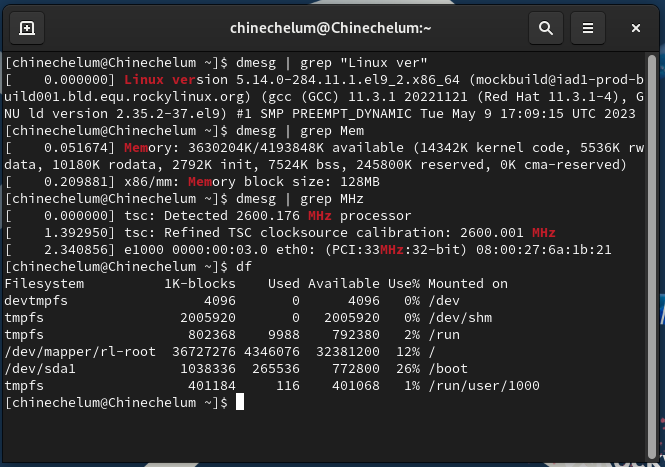 chinechelum@Chinechelum:~
[chinechelum@Chinechelum ~]$ dmesg | grep "Linux ver"
[    0.000000] Linux version 5.14.0-284.11.1.el9_2.x86_64 (mockbuild@iad1-prod-b
uild001.bld.equ.rockylinux.org) (gcc (GCC) 11.3.1 20221121 (Red Hat 11.3.1-4), G
NU ld version 2.35.2-37.el9) #1 SMP PREEMPT_DYNAMIC Tue May 9 17:09:15 UTC 2023
[chinechelum@Chinechelum ~]$ dmesg | grep Mem
[    0.051674] Memory: 3630204K/4193848K available (14342K kernel code, 5536K rw
data, 10180K rodata, 2792K init, 7524K bss, 245800K reserved, 0K cma-reserved)
[    0.209881] x86/mm: Memory block size: 128MB
[chinechelum@Chinechelum ~]$ dmesg | grep MHz
[    0.000000] tsc: Detected 2600.176 MHz processor
[    1.392950] tsc: Refined TSC clocksource calibration: 2600.001 MHz
[    2.340856] e1000 0000:00:03.0 eth0: (PCI:33MHz:32-bit) 08:00:27:6a:1b:21
[chinechelum@Chinechelum ~]$ df
Filesystem          1K-blocks    Used Available Use% Mounted on
devtmpfs                 4096       0      4096   0% /dev
tmpfs                 2005920       0   2005920   0% /dev/shm
tmpfs                  802368    9988    792380   2% /run
/dev/mapper/rl-root  36727276 4346076  32381200  12% /
/dev/sda1             1038336  265536    772800  26% /boot
tmpfs                  401184     116    401068   1% /run/user/1000
[chinechelum@Chinechelum ~]$